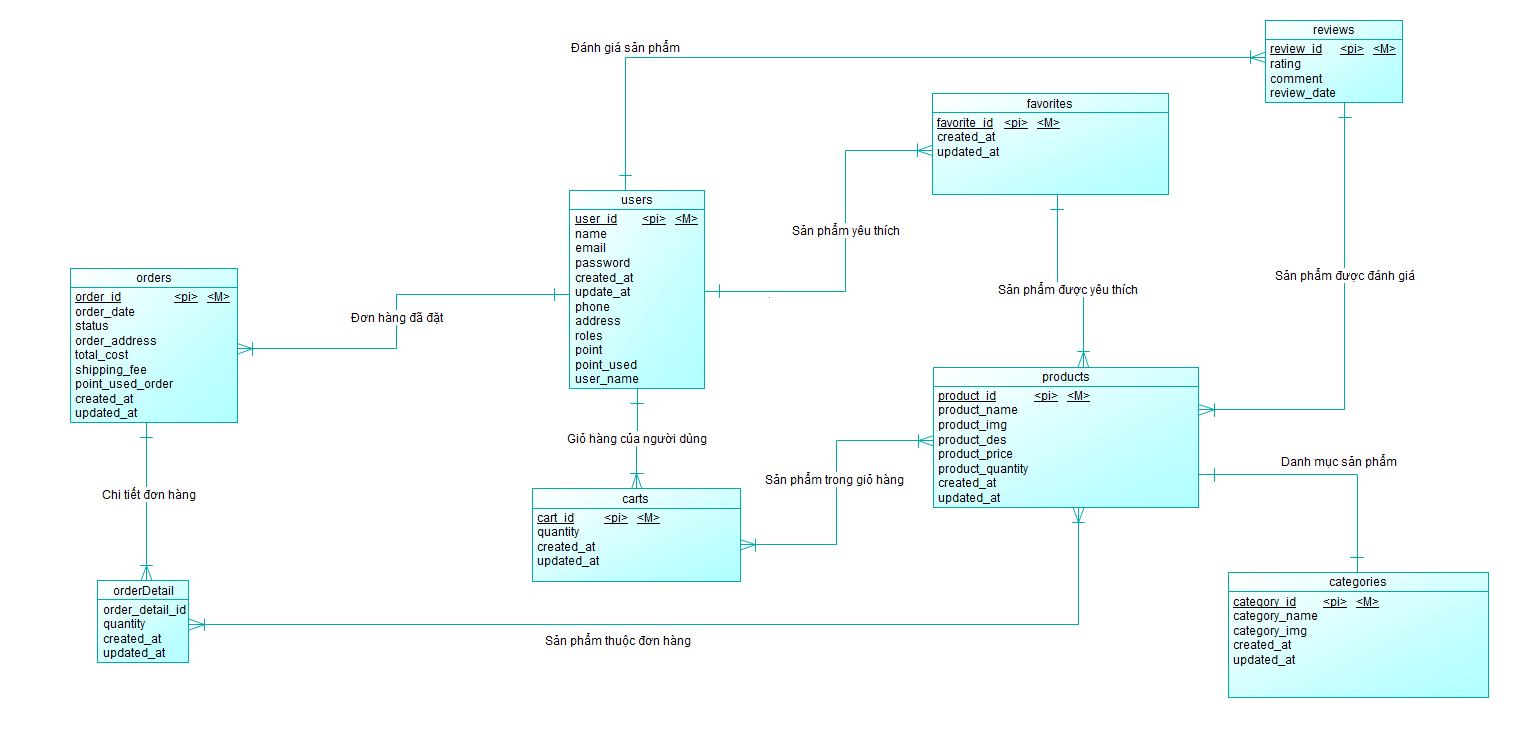 Đánh giá sản phẩm
reviews
review_id <pi> <M>
rating
comment
review_date
favorites
favorite_id <pi> <M>
created_at
updated_at
users
user_id <pi> <M>
name
email
password
created_at
update_at
phone
address
roles
point
point_used
user_name
Sản phẩm yêu thích
Sản phẩm được yêu thích
Sản phẩm được đánh giá
orders
order_id <pi> <M>
order_date
status
order_address
total_cost
shipping_fee
point_used_order
created_at
updated_at
Đơn hàng đã đặt
products
product_id <pi> <M>
product_name
product_img
product_des
product_price
product_quantity
created_at
updated_at
Giỏ hàng của người dùng
Sản phẩm trong giỏ hàng
Danh mục sản phẩm
Chi tiết đơn hàng
carts
cart_id <pi> <M>
quantity
created_at
updated_at
orderDetail
order_detail_id
quantity
created_at
updated_at
Sản phẩm thuộc đơn hàng
categories
category_id <pi> <M>
category_name
category_img
created_at
updated_at